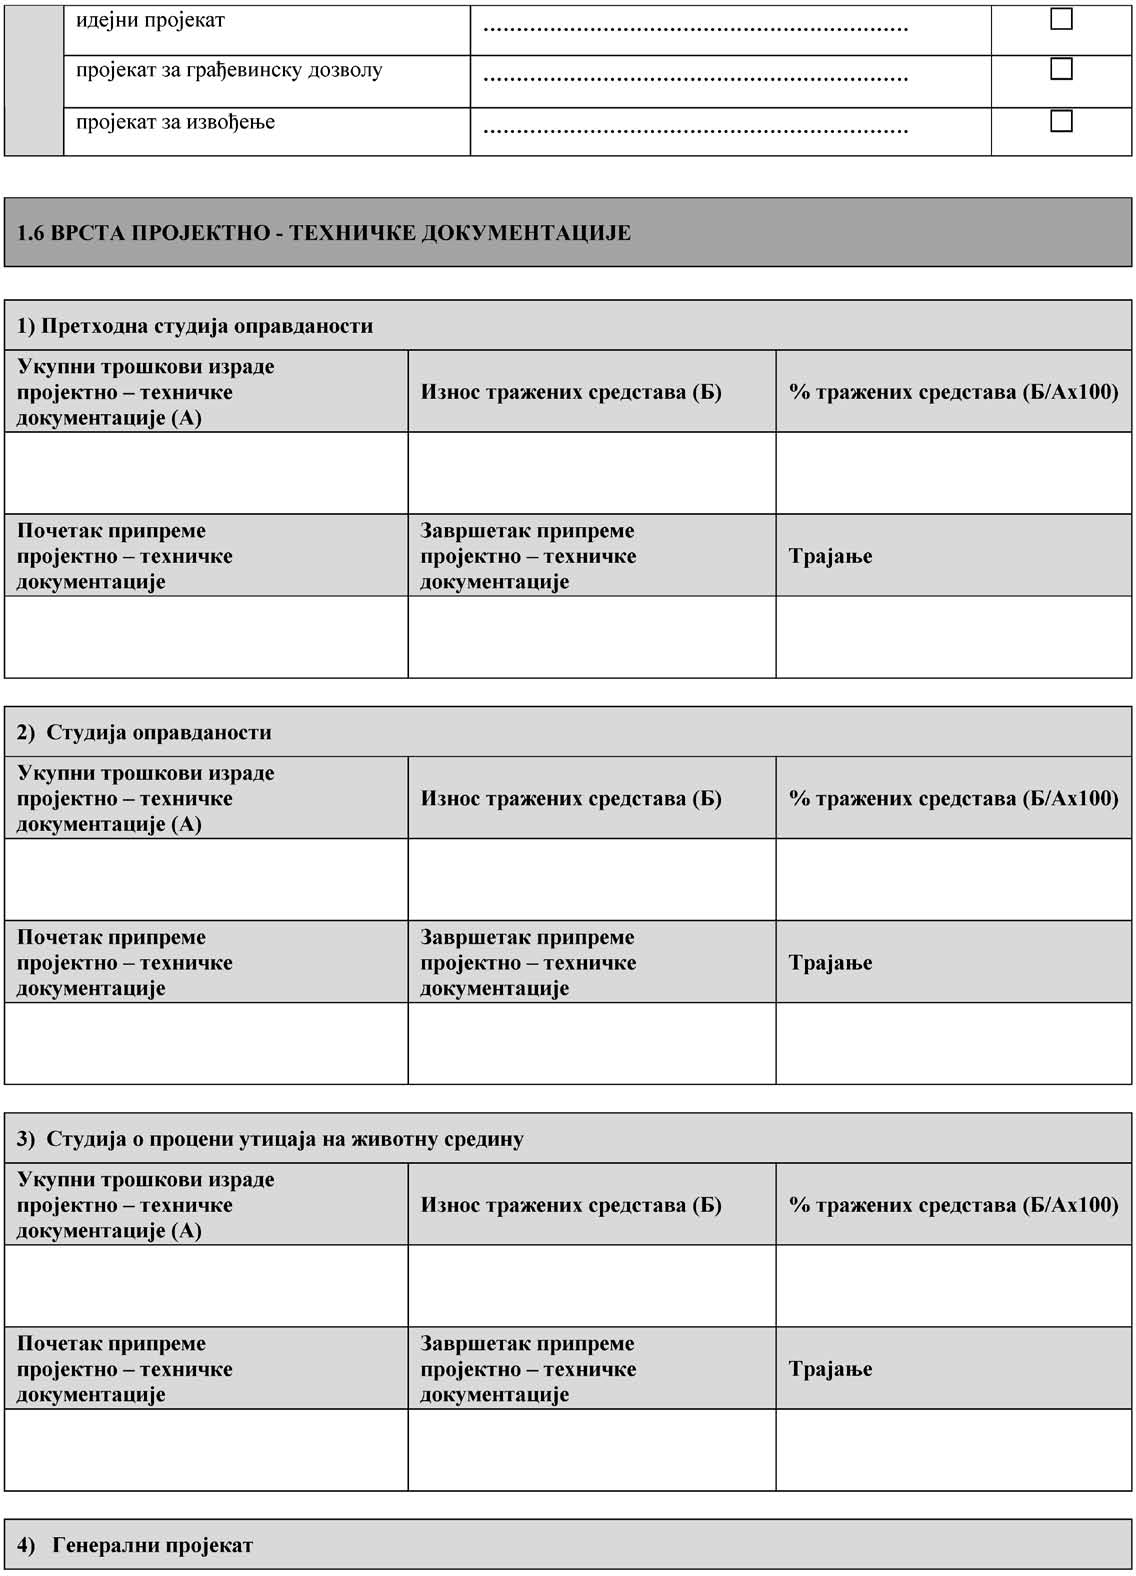 идејни пројекат ................................................................ ☐
пројекат за грађевинску дозволу ................................................................ ☐
пројекат за извођење ................................................................ ☐
1.6 ВРСТА ПРОЈЕКТНО - ТЕХНИЧКЕ ДОКУМЕНТАЦИЈЕ
1) Претходна студија оправданости
Укупни трошкови израде
пројектно – техничке
документације (А)
Износ тражених средстава (Б)
% тражених средстава (Б/Ах100)
Почетак припреме
пројектно – техничке
документације
Завршетак припреме
пројектно – техничке
документације
Трајање
2) Студија оправданости
Укупни трошкови израде
пројектно – техничке
документације (А)
Износ тражених средстава (Б)
% тражених средстава (Б/Ах100)
Почетак припреме
пројектно – техничке
документације
Завршетак припреме
пројектно – техничке
документације
Трајање
3) Студија о процени утицаја на животну средину
Укупни трошкови израде
пројектно – техничке
документације (А)
Износ тражених средстава (Б)
% тражених средстава (Б/Ах100)
Почетак припреме
пројектно – техничке
документације
Завршетак припреме
пројектно – техничке
документације
Трајање
4) Генерални пројекат